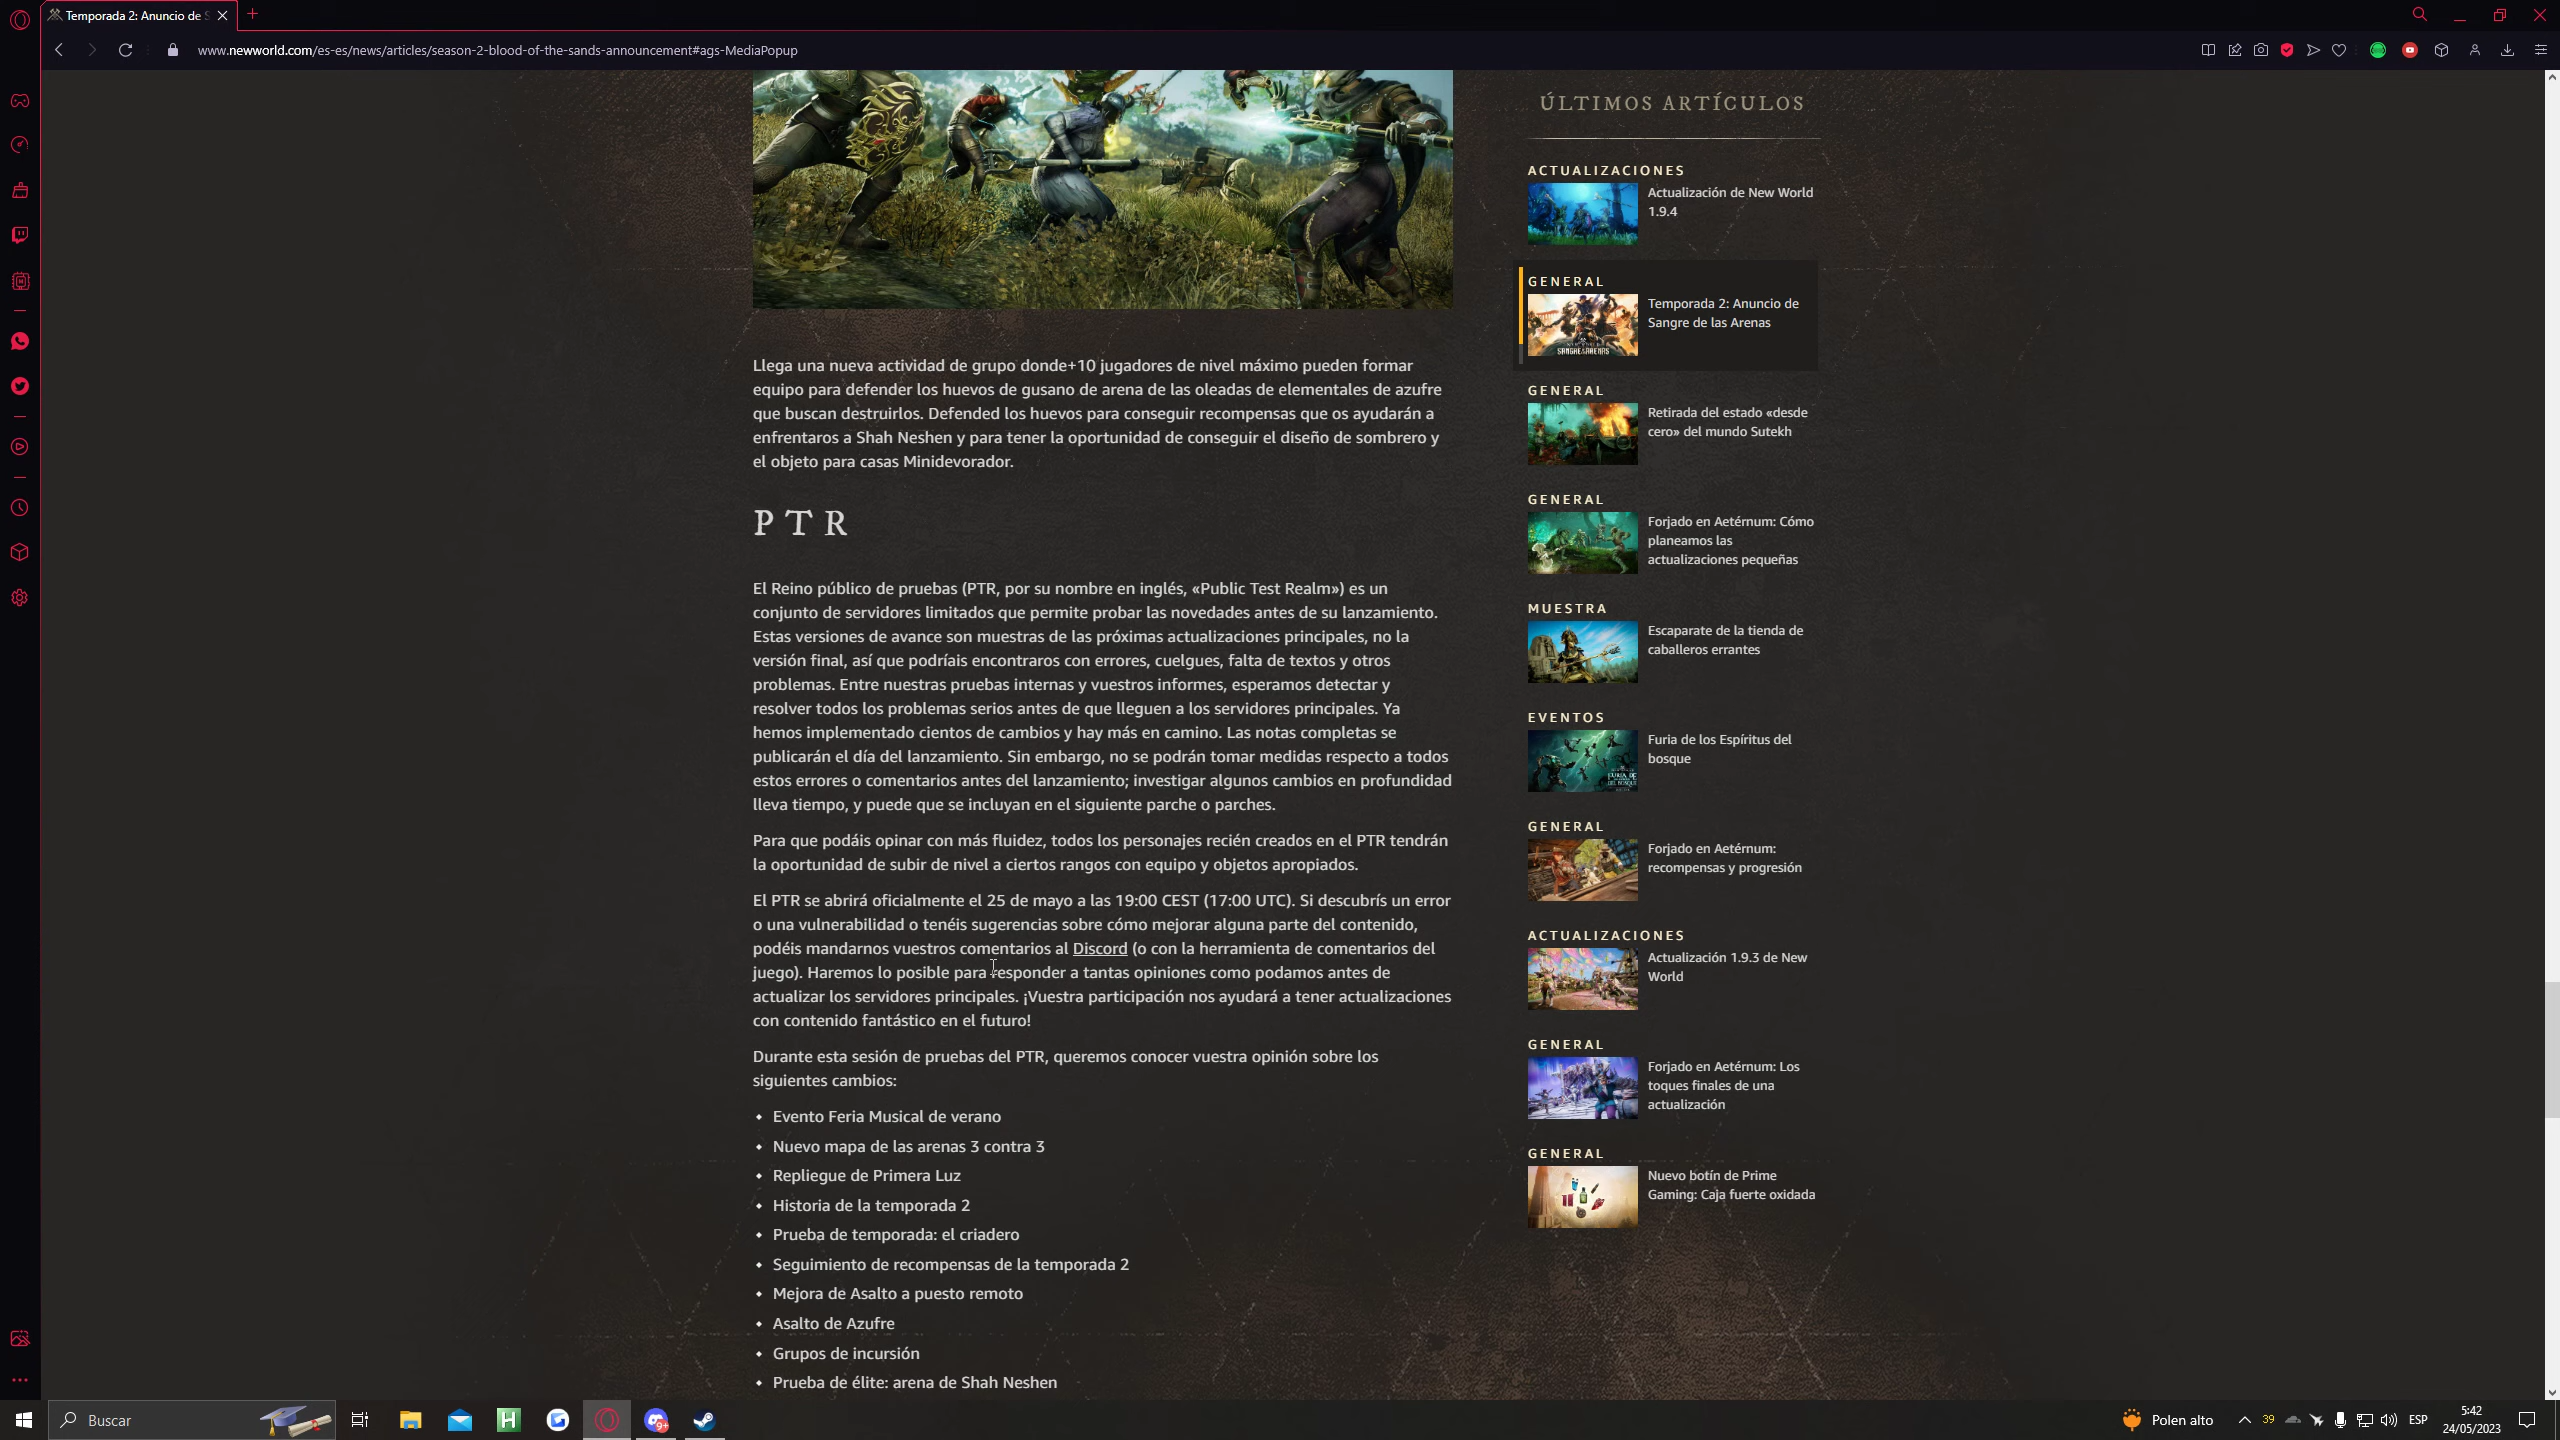 Temporada 2: Anuncio de S
www.newworld.com/es-es/news/articles/season-2-blood-of-the-sands-announcement#ags-MediaPopup
Llega una nueva actividad de grupo donde+10 jugadores de nivel máximo pueden formar
equipo para defender los huevos de gusano de arena de las oleadas de elementales de azufre
que buscan destruirlos. Defended los huevos para conseguir recompensas que os ayudarán a
enfrentaros a Shah Neshen y para tener la oportunidad de conseguir el diseño de sombrero y
el objeto para casas Minidevorador.
PTR
El Reino público de pruebas (PTR, por su nombre en inglés, «Public Test Realm») es un
conjunto de servidores limitados que permite probar las novedades antes de su lanzamiento.
Estas versiones de avance son muestras de las próximas actualizaciones principales, no la
versión final, así que podríais encontraros con errores, cuelgues, falta de textos y otros
problemas. Entre nuestras pruebas internas y vuestros informes, esperamos detectar y
resolver todos los problemas serios antes de que lleguen a los servidores principales. Ya
hemos implementado cientos de cambios y hay más en camino. Las notas completas se
publicarán el día del lanzamiento. Sin embargo, no se podrán tomar medidas respecto a todos
estos errores o comentarios antes del lanzamiento; investigar algunos cambios en profundidad
lleva tiempo, y puede que se incluyan en el siguiente parche o parches.
Para que podáis opinar con más fluidez, todos los personajes recién creados en el PTR tendrán
la oportunidad de subir de nivel a ciertos rangos con equipo y objetos apropiados.
El PTR se abrirá oficialmente el 25 de mayo a las 19:00 CEST (17:00 UTC). Si descubrís un error
o una vulnerabilidad o tenéis sugerencias sobre cómo mejorar alguna parte del contenido,
podéis mandarnos vuestros comentarios al Discord (o con la herramienta de comentarios del
juego). Haremos lo posible para responder a tantas opiniones como podamos antes de
actualizar los servidores principales. ¡Vuestra participación nos ayudará a tener actualizaciones
con contenido fantástico en el futuro!
Durante esta sesión de pruebas del PTR, queremos conocer vuestra opinión sobre los
siguientes cambios:
• Evento Feria Musical de verano
• Nuevo mapa de las arenas 3 contra 3
• Repliegue de Primera Luz
• Historia de la temporada 2
• Prueba de temporada: el criadero
• Seguimiento de recompensas de la temporada 2
• Mejora de Asalto a puesto remoto
• Asalto de Azufre
• Grupos de incursión
• Prueba de élite: arena de Shah Neshen
ÚLTIMOS ARTÍCULOS
ACTUALIZACIONES
Actualización de New World
1.9.4
GENERAL
Temporada 2: Anuncio de
Sangre de las Arenas
SANGRE ARENAS
GENERAL
Retirada del estado «desde
cero» del mundo Sutekh
GENERAL
Forjado en Aetérnum: Cómo
planeamos las
actualizaciones pequeñas
MUESTRA
Escaparate de la tienda de
caballeros errantes
EVENTOS
Furia de los Espíritus del
bosque
GENERAL
Forjado en Aetérnum:
recompensas y progresión
ACTUALIZACIONES
Actualización 1.9.3 de New
World
GENERAL
Forjado en Aetérnum: Los
toques finales de una
actualización
GENERAL
Nuevo botín de Prime
Gaming: Caja fuerte oxidada
Buscar
H
9+
Polen alto
39
ESP
5:42
24/05/2023